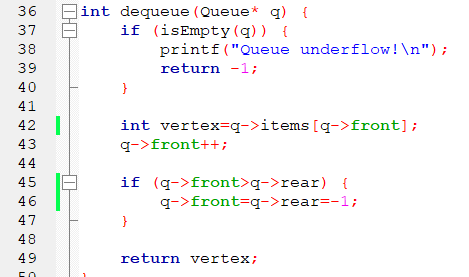 36 int dequeue(Queue* q) {
37     if (isEmpty(q)) {
38         printf("Queue underflow!\n");
39         return -1;
40     }
41
42     int vertex=q->items[q->front];
43     q->front++;
44
45     if (q->front>q->rear) {
46         q->front=q->rear=-1;
47     }
48
49     return vertex;
50 }